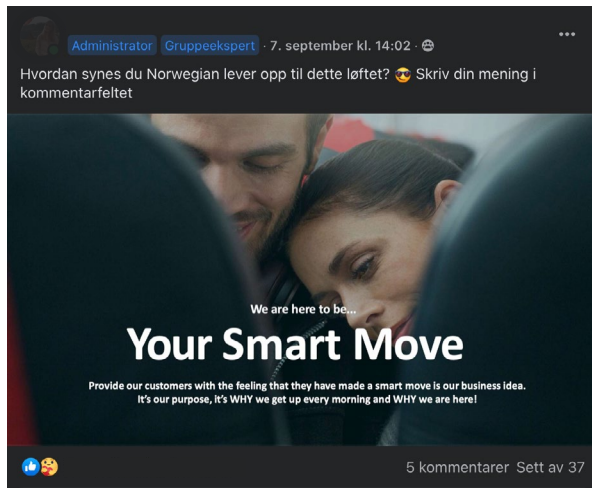 Administrator Gruppeekspert · 7. september kl. 14:02 ·
Hvordan synes du Norwegian lever opp til dette løftet? 😎 Skriv din mening i
kommentarfeltet
We are here to be...
Your Smart Move
Provide our customers with the feeling that they have made a smart move is our business idea.
It's our purpose, it's WHY we get up every morning and WHY we are here!
5 kommentarer Sett av 37